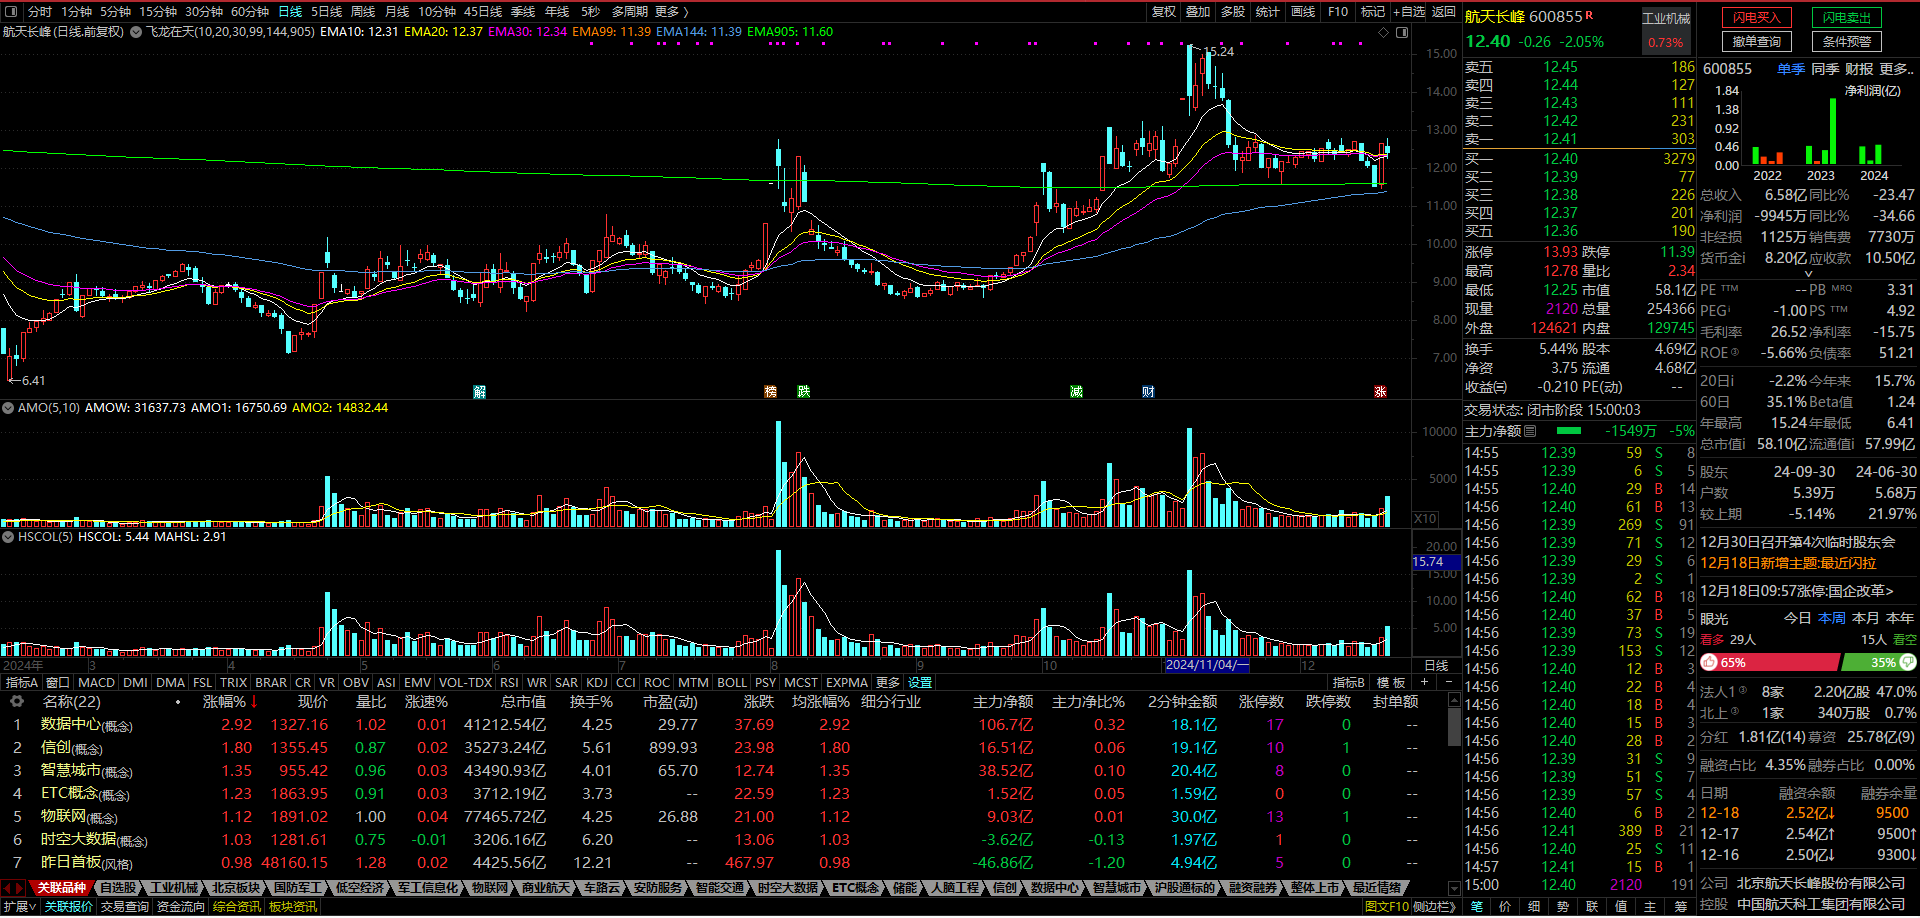 分时 1分钟 5分钟 15分钟 30分钟 60分钟 日线 5日线 周线 月线 10分钟 45日线 季线 年线 5秒 多周期 更多 〉 复权 叠加 多股 统计 画线 F10 标记 +自选 返回
航天长峰(日线,前复权) 飞龙在天(10,20,30,99,144,905) EMA10: 12.31 EMA20: 12.37 EMA30: 12.34 EMA99: 11.39 EMA144: 11.39 EMA905: 11.60
15.24
15.00
14.00
13.00
12.00
11.00
10.00
9.00
8.00
7.00
←6.41
解 榜 跌 减 财 涨
AMO(5,10) AMOW: 31637.73 AMO1: 16750.69 AMO2: 14832.44
10000
5000
X10
HSCOL(5) HSCOL: 5.44 MAHSL: 2.91
20.00
15.74
15.00
10.00
5.00
2024年 3 4 5 6 7 8 9 10 2024/11/04/一 12 日线
指标A 窗口 MACD DMI DMA FSL TRIX BRAR CR VR OBV ASI EMV VOL-TDX RSI WR SAR KDJ CCI ROC MTM BOLL PSY MCST EXPMA 更多 设置 指标B 模板 + −
名称(22) 涨幅%↓ 现价 量比 涨速% 总市值 换手% 市盈(动) 涨跌 均涨幅% 细分行业 主力净额 主力净比% 2分钟金额 涨停数 跌停数 封单额
1 数据中心(概念) 2.92 1327.16 1.02 0.01 41212.54亿 4.25 29.77 37.69 2.92 106.7亿 0.32 18.1亿 17 0 --
2 信创(概念) 1.80 1355.45 0.87 0.02 35273.24亿 5.61 899.93 23.98 1.80 16.51亿 0.06 19.1亿 10 1 --
3 智慧城市(概念) 1.35 955.42 0.96 0.03 43490.93亿 4.01 65.70 12.74 1.35 38.52亿 0.10 20.4亿 8 0 --
4 ETC概念(概念) 1.23 1863.95 0.91 0.03 3712.19亿 3.73 -- 22.59 1.23 1.52亿 0.05 1.59亿 0 0 --
5 物联网(概念) 1.12 1891.02 1.00 0.04 77465.72亿 4.25 26.88 21.00 1.12 9.03亿 0.01 30.0亿 13 1 --
6 时空大数据(概念) 1.03 1281.61 0.75 -0.01 3206.16亿 6.20 -- 13.06 1.03 -3.62亿 -0.13 1.97亿 1 0 --
7 昨日首板(风格) 0.98 48160.15 1.28 0.02 4425.56亿 12.21 -- 467.97 0.98 -46.86亿 -1.20 4.94亿 5 0 --
关联品种 自选股 工业机械 北京板块 国防军工 低空经济 军工信息化 物联网 商业航天 车路云 安防服务 智能交通 时空大数据 ETC概念 储能 人脑工程 信创 数据中心 智慧城市 沪股通标的 融资融券 整体上市 最近情绪
扩展∨ 关联报价 交易查询 资金流向 综合资讯 板块资讯 图文F10 侧边栏》
航天长峰 600855 R 工业机械
12.40 -0.26 -2.05% 0.73%
卖五 12.45 186
卖四 12.44 127
卖三 12.43 111
卖二 12.42 231
卖一 12.41 303
买一 12.40 3279
买二 12.39 77
买三 12.38 226
买四 12.37 201
买五 12.36 190
涨停 13.93 跌停 11.39
最高 12.78 量比 2.34
最低 12.25 市值 58.1亿
现量 2120 总量 254366
外盘 124621 内盘 129745
换手 5.44% 股本 4.69亿
净资 3.75 流通 4.68亿
收益㈢ -0.210 PE(动) --
交易状态: 闭市阶段 15:00:03
主力净额 -1549万 -5%
14:55 12.39 59 S 8
14:55 12.39 6 S 5
14:55 12.40 29 B 14
14:56 12.40 61 B 13
14:56 12.39 269 S 91
14:56 12.39 71 S 12
14:56 12.39 29 S 6
14:56 12.39 2 S 1
14:56 12.40 62 B 18
14:56 12.40 37 B 5
14:56 12.39 73 S 19
14:56 12.39 153 S 12
14:56 12.40 12 B 3
14:56 12.40 22 B 4
14:56 12.40 18 B 4
14:56 12.40 15 B 3
14:56 12.40 28 B 2
14:56 12.39 31 S 9
14:56 12.39 51 S 7
14:56 12.39 57 S 4
14:56 12.40 6 B 2
14:56 12.41 389 B 21
14:56 12.40 25 S 11
14:57 12.41 15 B 1
15:00 12.40 2120 191
笔 价 细 势 联 值 主 筹
闪电买入 闪电卖出
撤单查询 条件预警
600855 单季 同季 财报 更多..
净利润(亿)
1.84
1.38
0.92
0.46
0.00
2022 2023 2024
总收入 6.58亿 同比% -23.47
净利润 -9945万 同比% -34.66
非经损 1125万 销售费 7730万
货币金i 8.20亿 应收款 10.50亿
PE TTM -- PB MRQ 3.31
PEG i -1.00 PS TTM 4.92
毛利率 26.52 净利率 -15.75
ROE③ -5.66% 负债率 51.21
20日i -2.2% 今年来 15.7%
60日 35.1% Beta值 1.24
年最高 15.24 年最低 6.41
总市值i 58.10亿 流通值i 57.99亿
股东 24-09-30 24-06-30
户数 5.39万 5.68万
较上期 -5.14% 21.97%
12月30日召开第4次临时股东会
12月18日新增主题:最近闪拉
12月18日09:57涨停:国企改革>
眼光 今日 本周 本月 本年
看多 29人 15人 看空
65% 35%
法人1③ 8家 2.20亿股 47.0%
北上③ 1家 340万股 0.7%
分红 1.81亿(14) 募资 25.78亿(9)
融资占比 4.35% 融券占比 0.00%
日期 融资余额 融券余量
12-18 2.52亿↓ 9500
12-17 2.54亿↑ 9500↑
12-16 2.50亿↓ 9300↓
公司 北京航天长峰股份有限公司
控股 中国航天科工集团有限公司